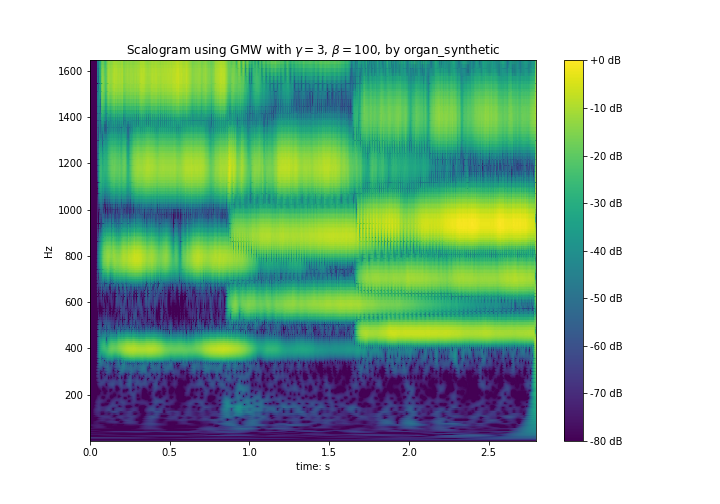 Scalogram using GMW with γ = 3, β = 100, by organ_synthetic
1600
1400
1200
1000
800
600
400
200
Hz
0.0 0.5 1.0 1.5 2.0 2.5
time: s
+0 dB
-10 dB
-20 dB
-30 dB
-40 dB
-50 dB
-60 dB
-70 dB
-80 dB